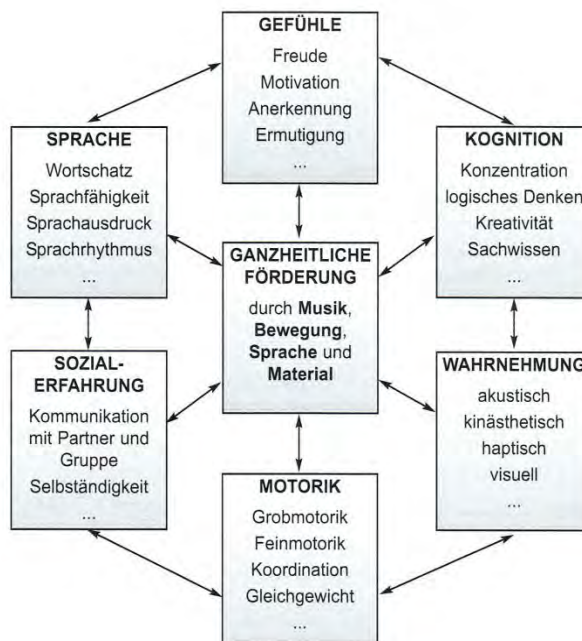 GEFÜHLE
Freude
Motivation
Anerkennung
Ermutigung
...
SPRACHE
Wortschatz
Sprachfähigkeit
Sprachausdruck
Sprachrhythmus
...
KOGNITION
Konzentration
logisches Denken
Kreativität
Sachwissen
...
GANZHEITLICHE
FÖRDERUNG
durch Musik,
Bewegung,
Sprache und
Material
SOZIAL-
ERFAHRUNG
Kommunikation
mit Partner und
Gruppe
Selbständigkeit
...
WAHRNEHMUNG
akustisch
kinästhetisch
haptisch
visuell
...
MOTORIK
Grobmotorik
Feinmotorik
Koordination
Gleichgewicht
...